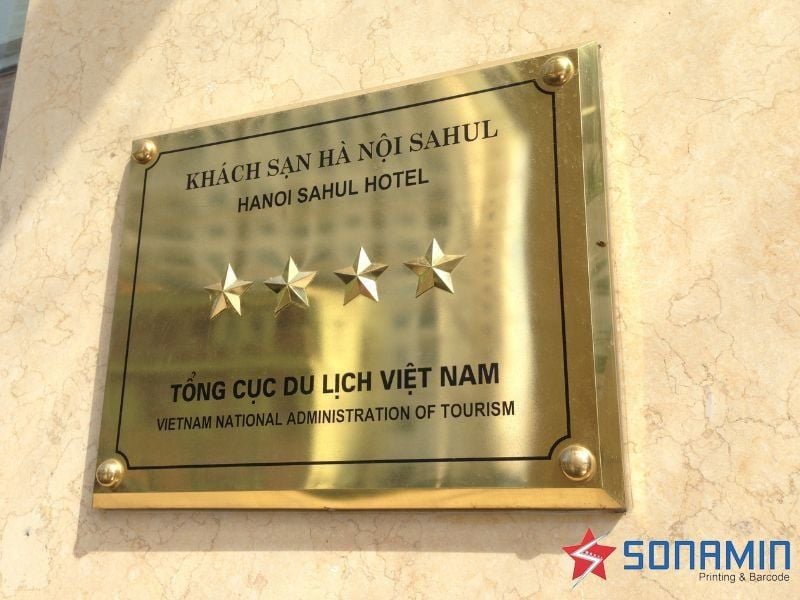 KHÁCH SẠN HÀ NỘI SAHUL
HANOI SAHUL HOTEL
TỔNG CỤC DU LỊCH VIỆT NAM
VIETNAM NATIONAL ADMINISTRATION OF TOURISM
SONAMIN
Printing & Barcode